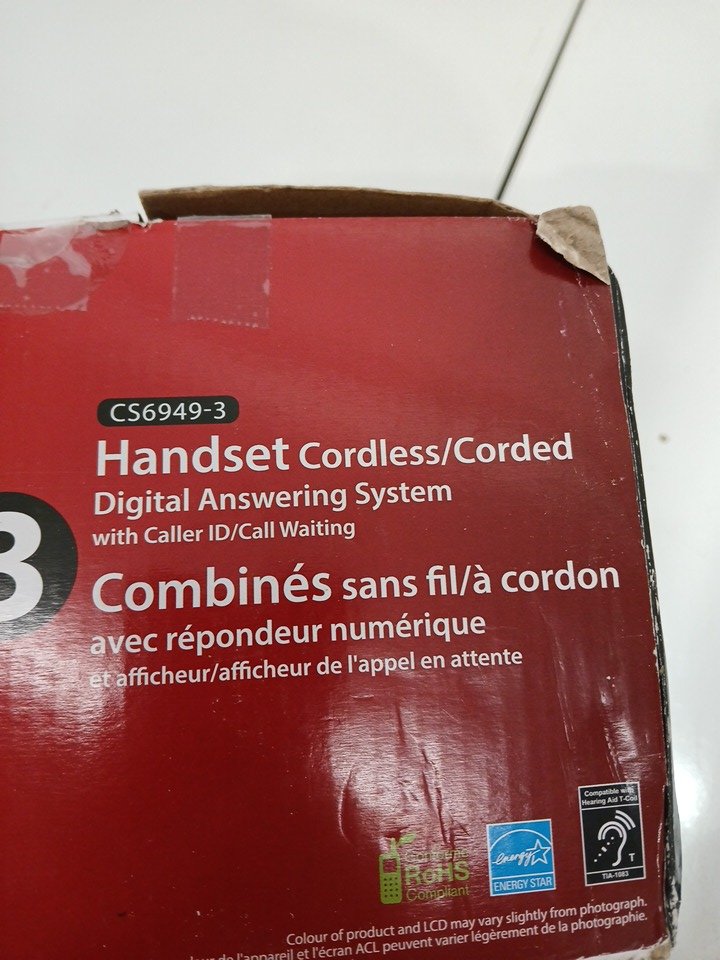 CS6949-3
3
Handset Cordless/Corded
Digital Answering System
with Caller ID/Call Waiting
Combinés sans fil/à cordon
avec répondeur numérique
et afficheur/afficheur de l'appel en attente
Conforme
RoHS
Compliant
energy
ENERGY STAR
Compatible with
Hearing Aid T-Coil
T
TIA-1083
Colour of product and LCD may vary slightly from photograph.
de l'appareil et l'écran ACL peuvent varier légèrement de la photographie.